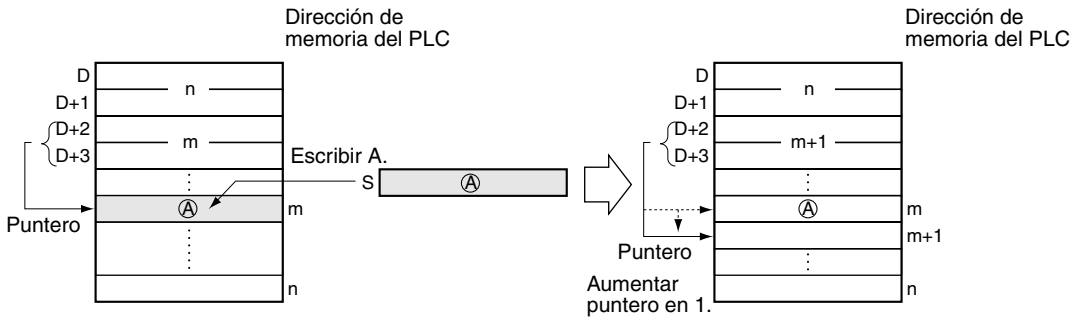 Dirección de
memoria del PLC
Dirección de
memoria del PLC
D
n
D+1
D+2
m
D+3
Escribir A.
S
A
A
m
Puntero
n
D
n
D+1
D+2
m+1
D+3
A
m
m+1
Puntero
Aumentar
puntero en 1.
n